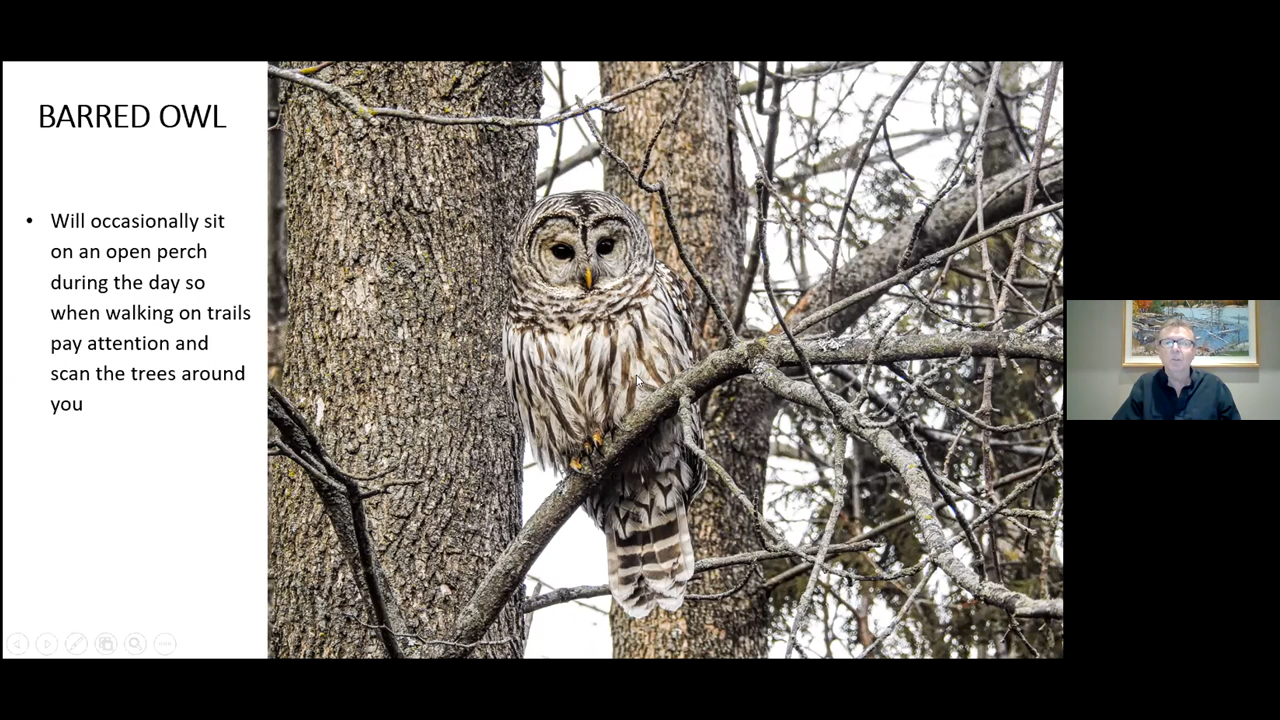 BARRED OWL
• Will occasionally sit
on an open perch
during the day so
when walking on trails
pay attention and
scan the trees around
you